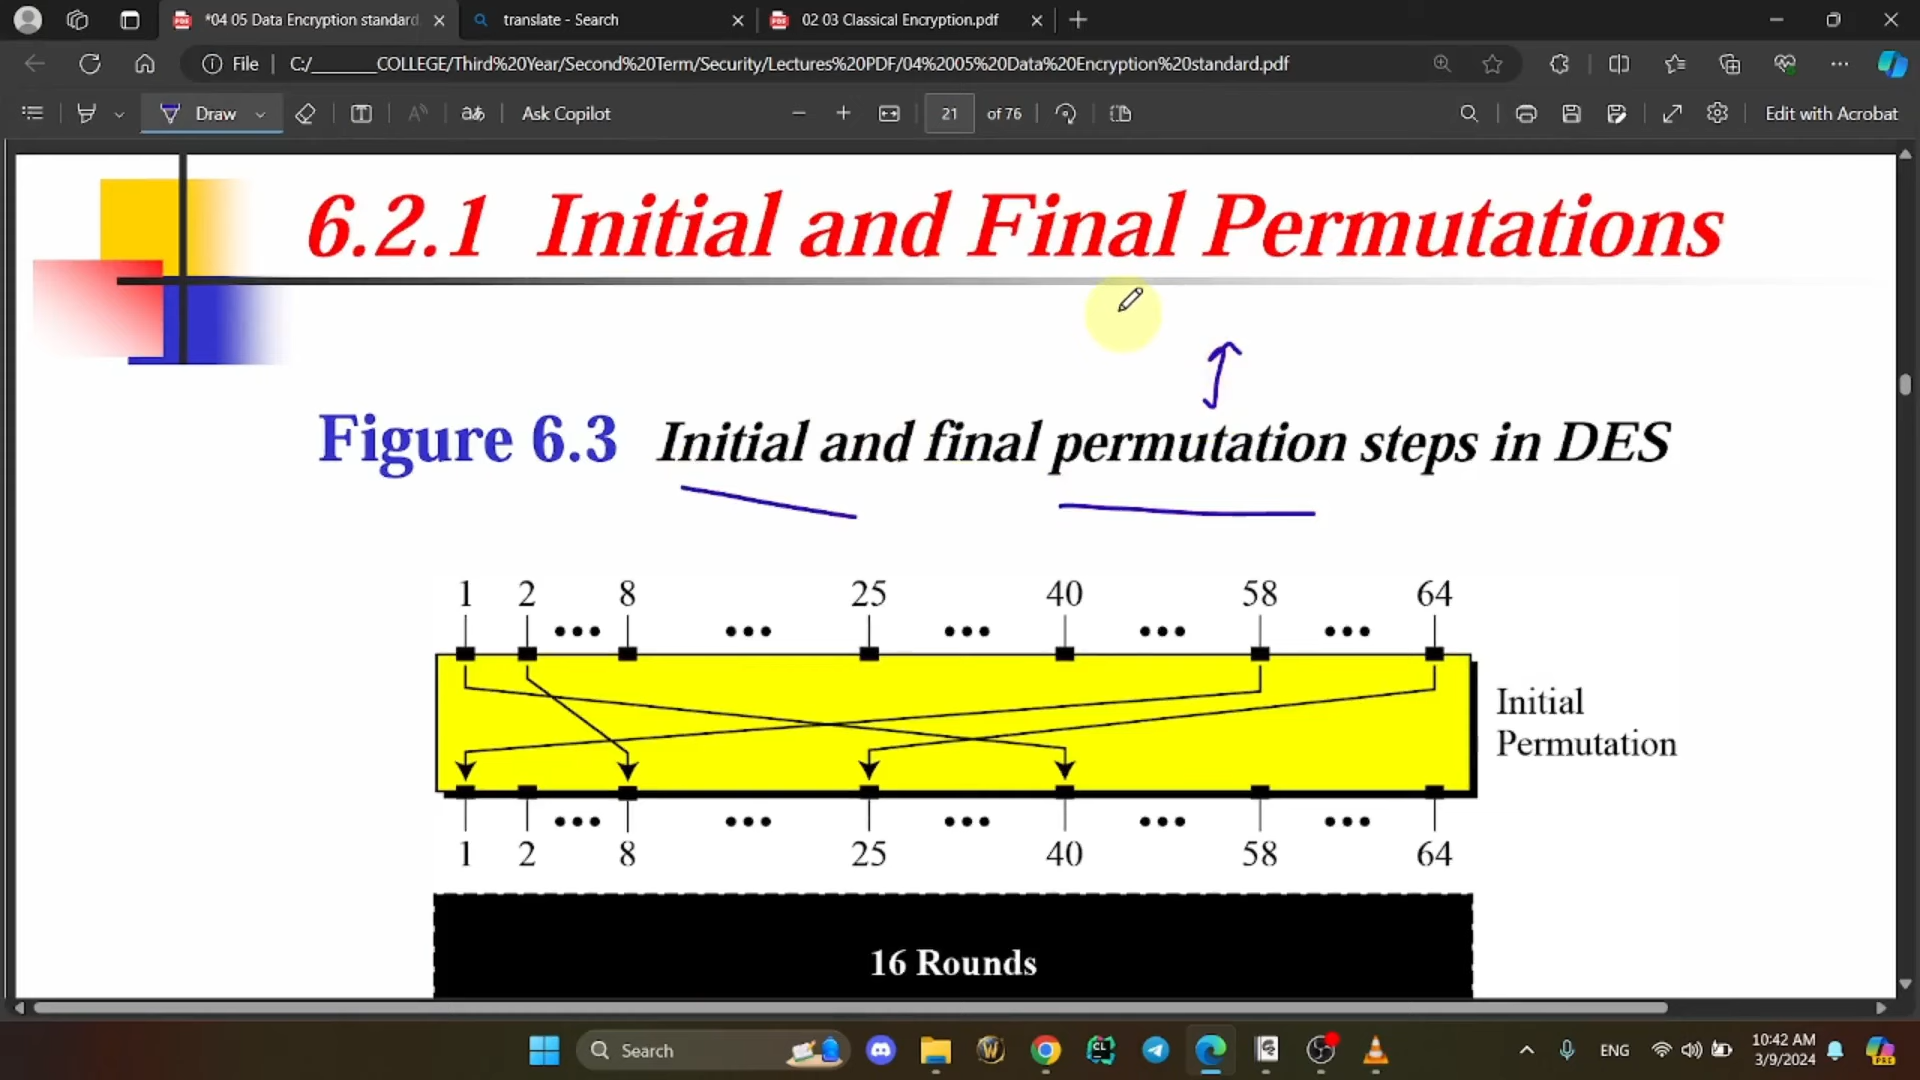 *04 05 Data Encryption standard
translate - Search
02 03 Classical Encryption.pdf
File
C:/_______COLLEGE/Third%20Year/Second%20Term/Security/Lectures%20PDF/04%2005%20Data%20Encryption%20standard.pdf
Draw
aあ
Ask Copilot
21 of 76
Edit with Acrobat
6.2.1 Initial and Final Permutations
Figure 6.3 Initial and final permutation steps in DES
1 2 8 25 40 58 64
Initial
Permutation
1 2 8 25 40 58 64
16 Rounds
Search
ENG
10:42 AM
3/9/2024